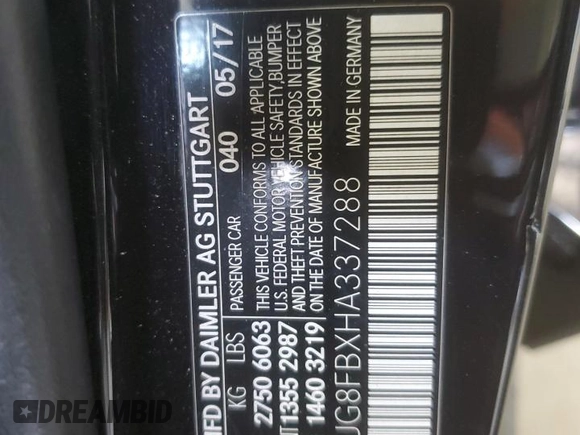 MFD BY DAIMLER AG STUTTGART
040 05/17
KG LBS
PASSENGER CAR
2750 6063
1355 2987
1460 3219
THIS VEHICLE CONFORMS TO ALL APPLICABLE
U.S. FEDERAL MOTOR VEHICLE SAFETY,BUMPER
AND THEFT PREVENTION STANDARDS IN EFFECT
ON THE DATE OF MANUFACTURE SHOWN ABOVE
UG8FBXHA337288
MADE IN GERMANY
DREAMBID